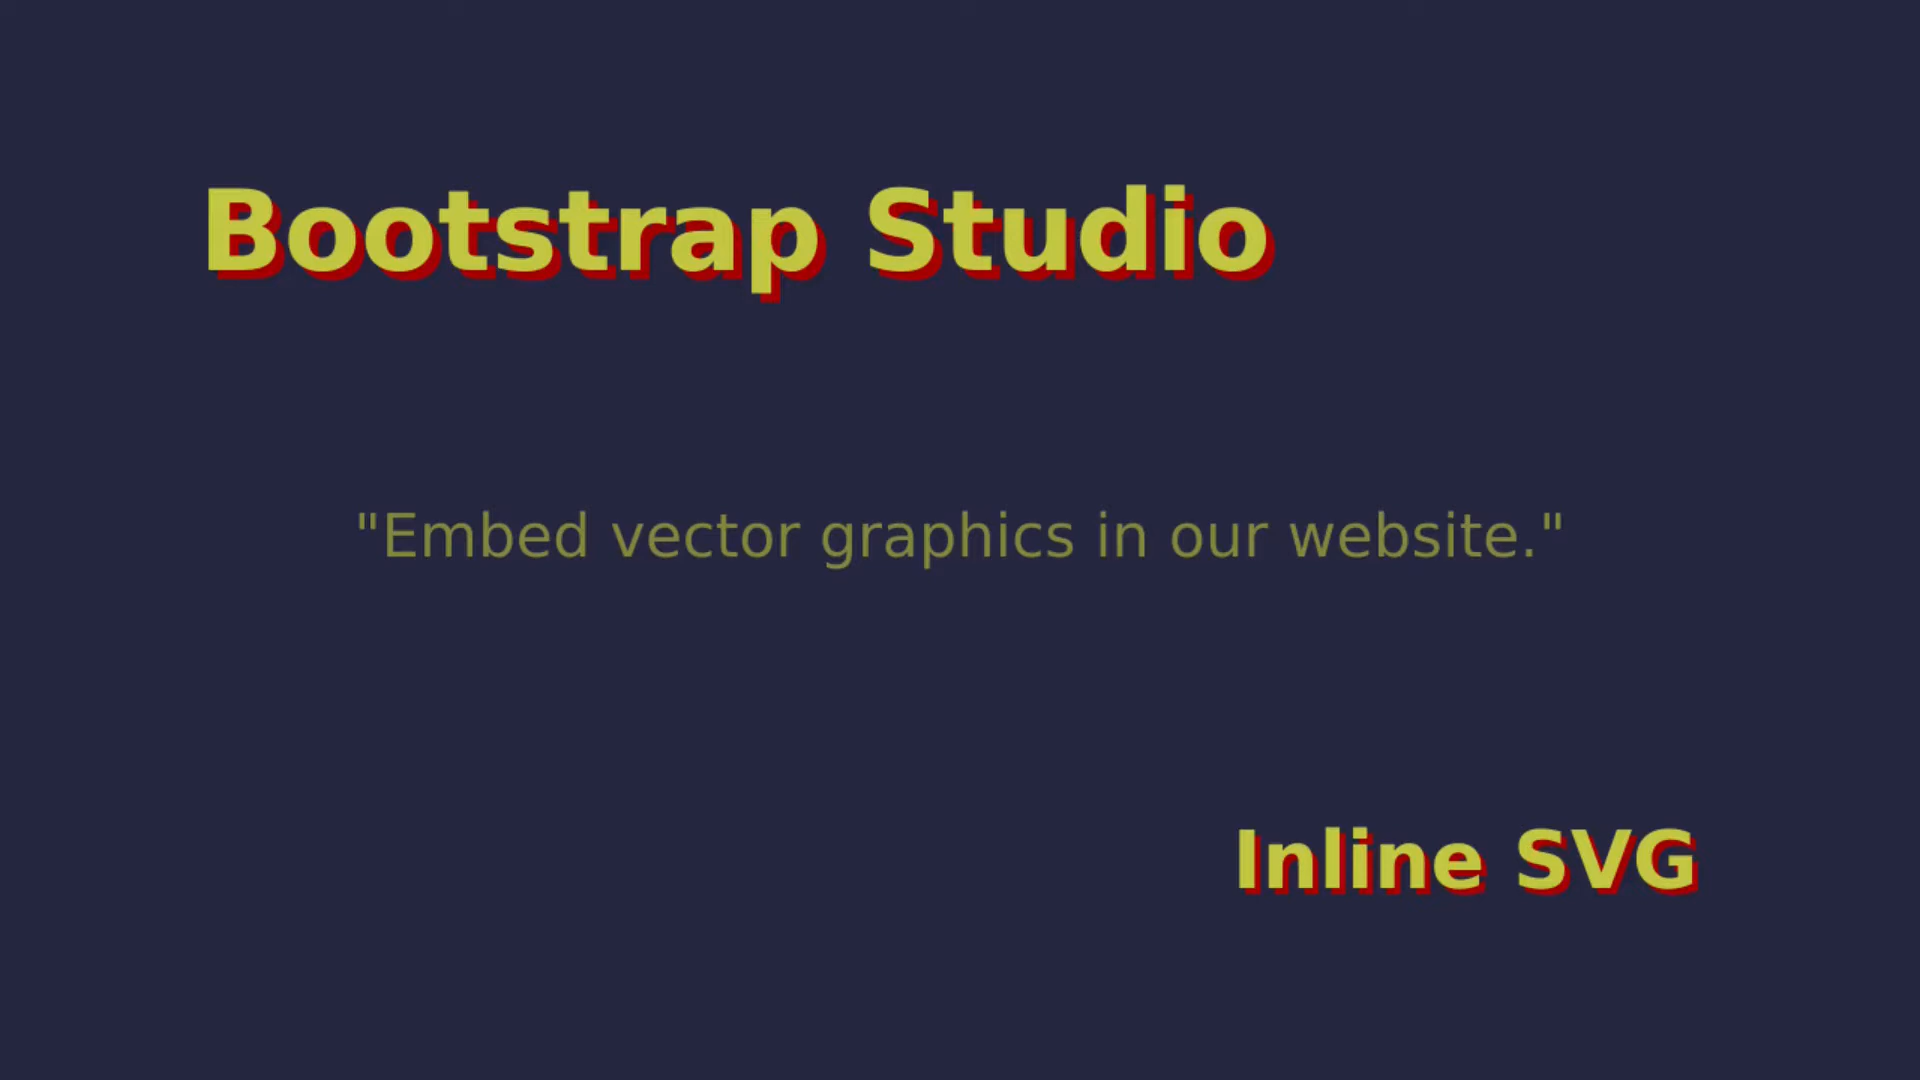 Bootstrap Studio
"Embed vector graphics in our website."
Inline SVG